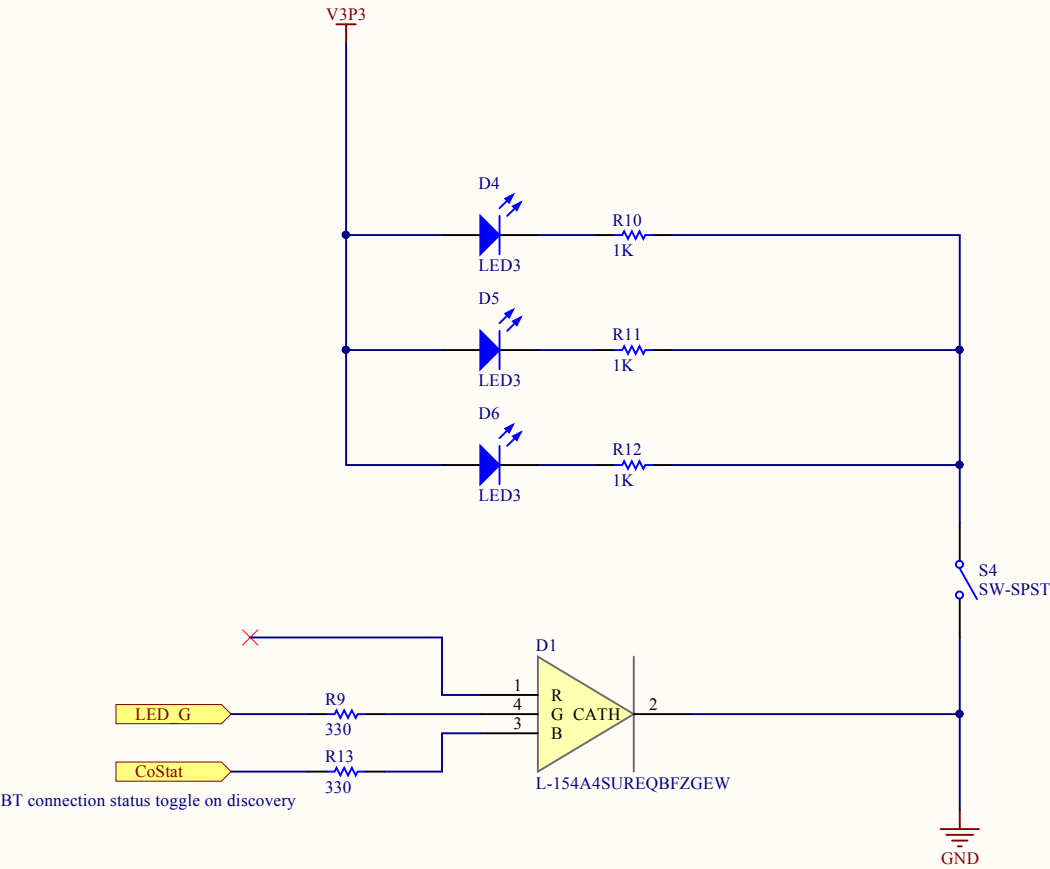 V3P3
D4
R10
1K
LED3
D5
R11
1K
LED3
D6
R12
1K
LED3
S4
SW-SPST
D1
1
R
LED_G
R9
330
4
G CATH
2
3
B
CoStat
R13
330
L-154A4SUREQBFZGEW
BT connection status toggle on discovery
GND